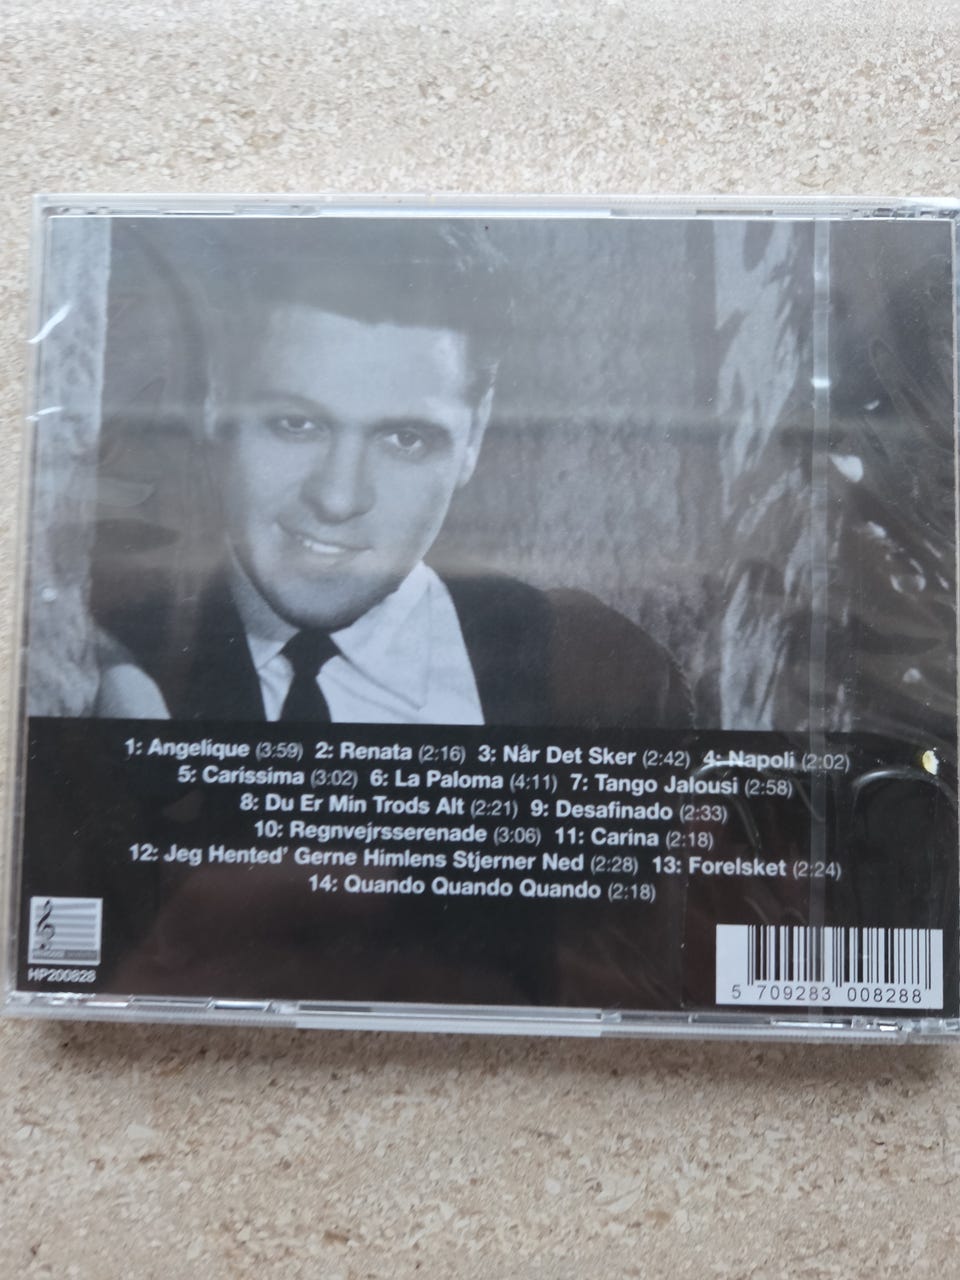 1: Angelique (3:59) 2: Renata (2:16) 3: Når Det Sker (2:42) 4: Napoli (2:02)
5: Carissima (3:02) 6: La Paloma (4:11) 7: Tango Jalousi (2:58)
8: Du Er Min Trods Alt (2:21) 9: Desafinado (2:33)
10: Regnvejrsserenade (3:06) 11: Carina (2:18)
12: Jeg Hented' Gerne Himlens Stjerner Ned (2:28) 13: Forelsket (2:24)
14: Quando Quando Quando (2:18)
HP200828
5 709283 008288